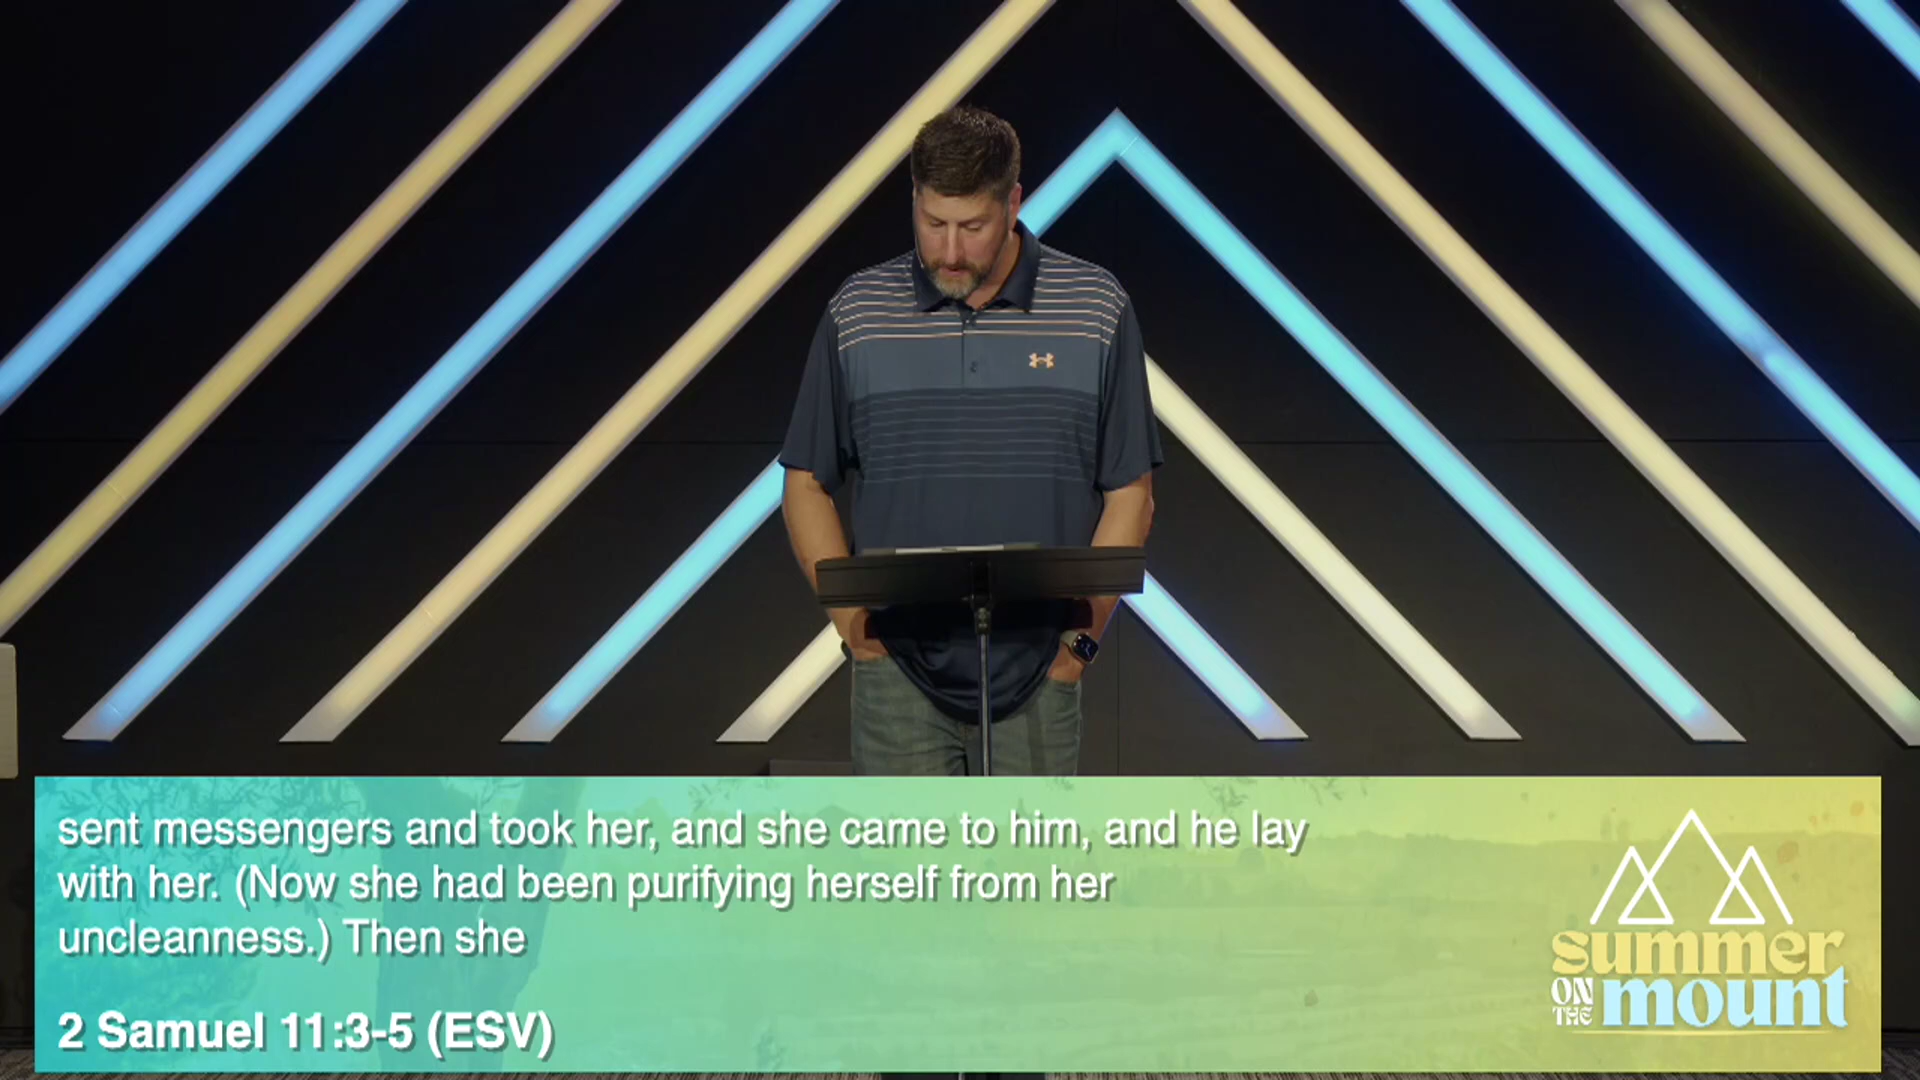 sent messengers and took her, and she came to him, and he lay
with her. (Now she had been purifying herself from her
uncleanness.) Then she
2 Samuel 11:3-5 (ESV)
summer
ON
THE
mount